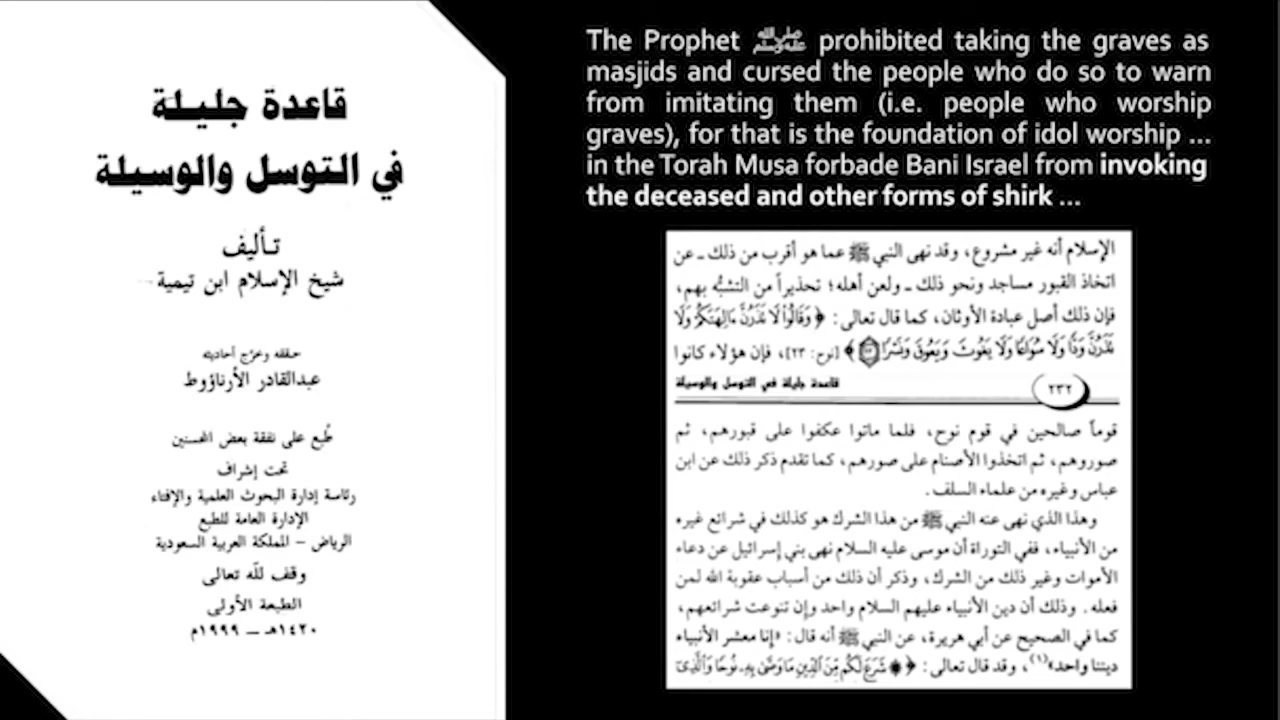 قاعدة جليلة
في التوسل والوسيلة
تأليف
شيخ الإسلام ابن تيمية
حققه وخرّج أحاديثه
عبدالقادر الأرناؤوط
طُبع على نفقة بعض المحسنين
تحت إشراف
رئاسة إدارة البحوث العلمية والإفتاء
الإدارة العامة للطبع
الرياض – المملكة العربية السعودية
وقف لله تعالى
الطبعة الأولى
١٤٢٠هـ – ١٩٩٩م
The Prophet ﷺ prohibited taking the graves as
masjids and cursed the people who do so to warn
from imitating them (i.e. people who worship
graves), for that is the foundation of idol worship ...
in the Torah Musa forbade Bani Israel from invoking
the deceased and other forms of shirk ...
الإسلام أنه غير مشروع، وقد نهى النبي ﷺ عما هو أقرب من ذلك ـ عن
اتخاذ القبور مساجد ونحو ذلك ـ ولعن أهله؛ تحذيراً من التشبُّه بهم،
فإن ذلك أصل عبادة الأوثان، كما قال تعالى: ﴿وَقَالُوا۟ لَا نَذَرُنَّ ءَالِهَتَكُمْ وَلَا
نَذَرُنَّ وَدًّا وَلَا سُوَاعًا وَلَا يَغُوثَ وَيَعُوقَ وَنَسْرًا ﴿٢٣﴾﴾ [نوح: ٢٣]، فإن هؤلاء كانوا
٢٣٢ قاعدة جليلة في التوسل والوسيلة
قوماً صالحين في قوم نوح، فلما ماتوا عكفوا على قبورهم، ثم
صوروهم، ثم اتخذوا الأصنام على صورهم، كما تقدم ذكر ذلك عن ابن
عباس وغيره من علماء السلف.
وهذا الذي نهى عنه النبي ﷺ من هذا الشرك هو كذلك في شرائع غيره
من الأنبياء، ففي التوراة أن موسى عليه السلام نهى بني إسرائيل عن دعاء
الأموات وغير ذلك من الشرك، وذكر أن ذلك من أسباب عقوبة الله لمن
فعله. وذلك أن دين الأنبياء عليهم السلام واحد وإن تنوعت شرائعهم،
كما في الصحيح عن أبي هريرة، عن النبي ﷺ أنه قال: «إنا معشر الأنبياء
ديننا واحد»(١)، وقد قال تعالى: ﴿۞ شَرَعَ لَكُم مِّنَ الدِّينِ مَا وَصَّىٰ بِهِۦ نُوحًا وَالَّذِىٓ